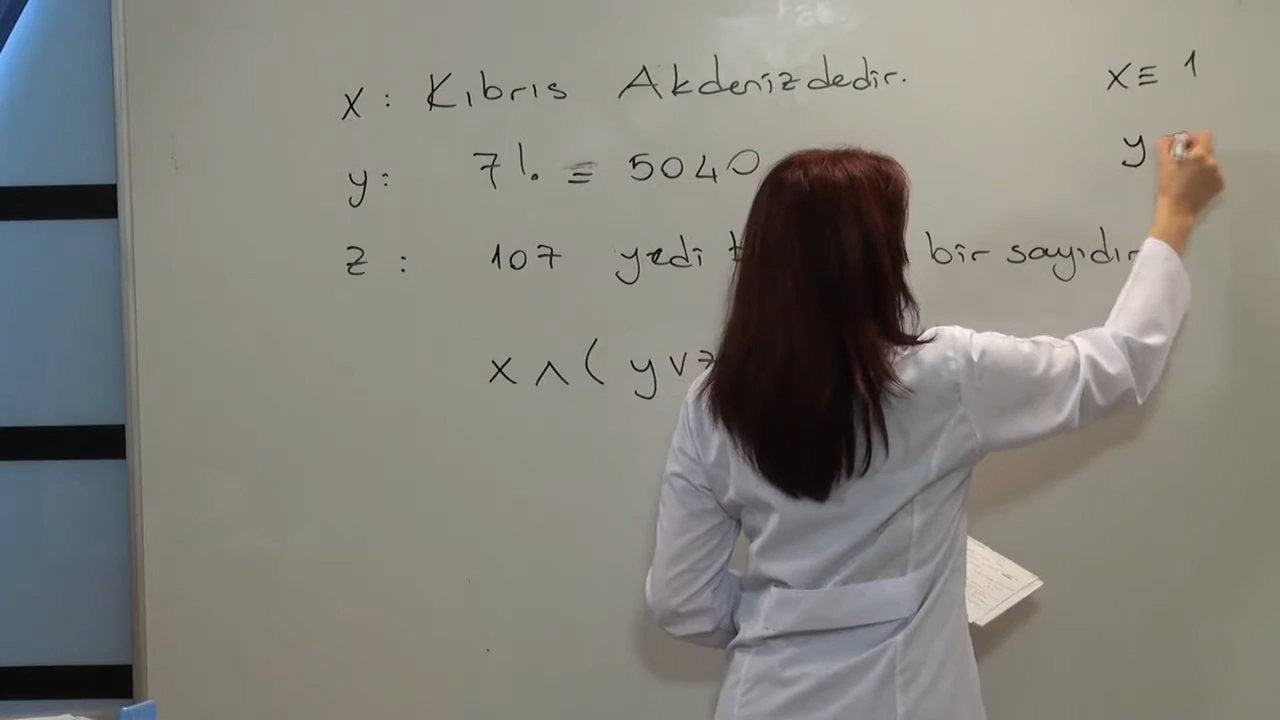 x : Kıbrıs Akdenizdedir.
x ≡ 1
y : 7! = 5040
y
z : 107 yedi bir sayıdır
x ∧ ( y ∨ z